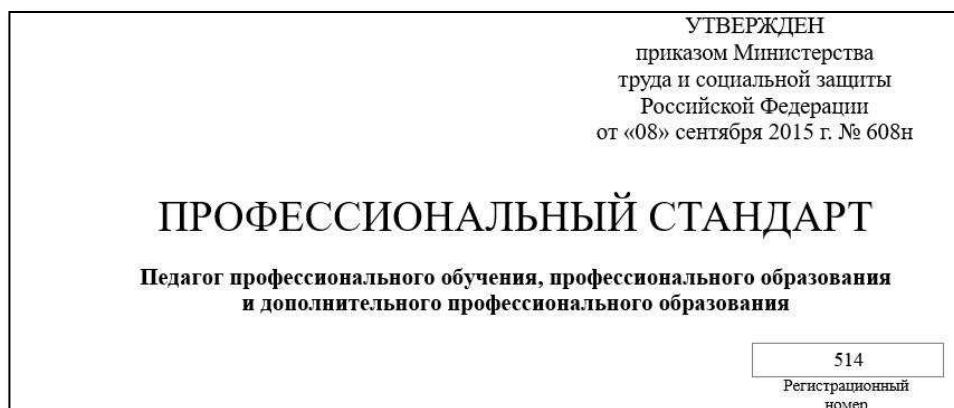 УТВЕРЖДЕН
приказом Министерства
труда и социальной защиты
Российской Федерации
от «08» сентября 2015 г. № 608н
ПРОФЕССИОНАЛЬНЫЙ СТАНДАРТ
Педагог профессионального обучения, профессионального образования
и дополнительного профессионального образования
514
Регистрационный
номер